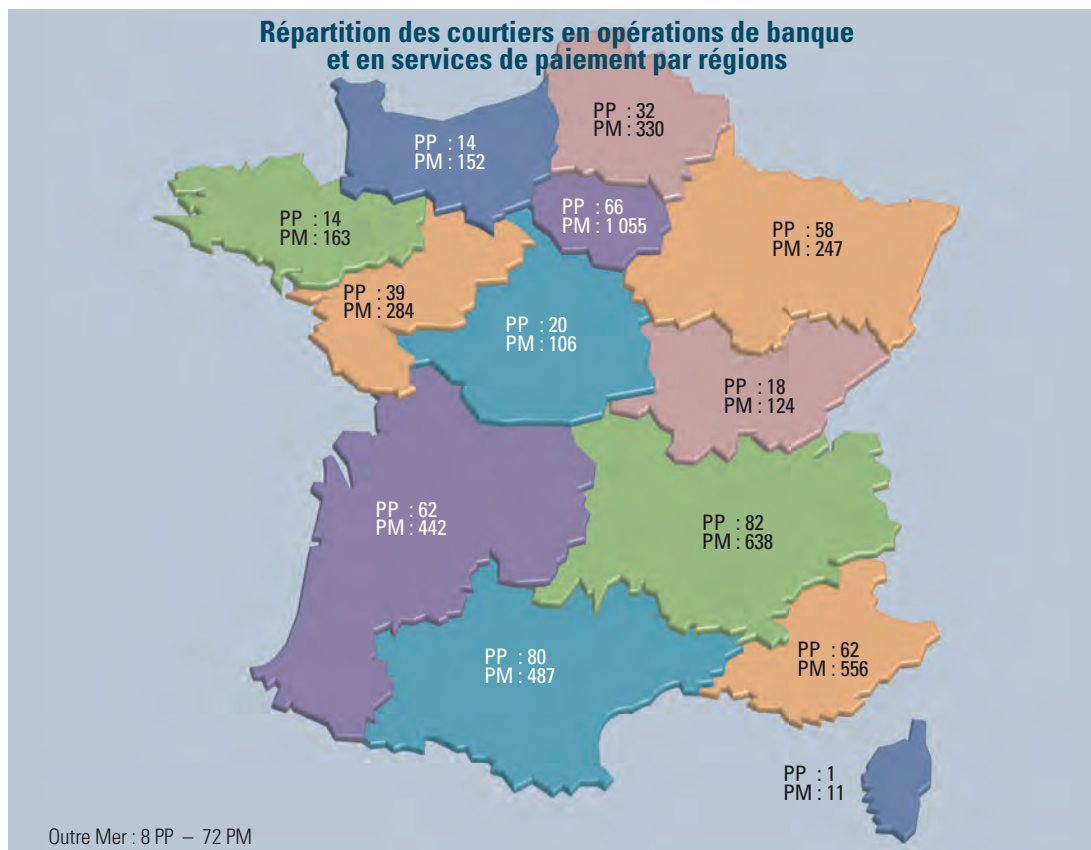 Répartition des courtiers en opérations de banque
et en services de paiement par régions
PP : 32
PM : 330
PP : 14
PM : 152
PP : 66
PM : 1 055
PP : 14
PM : 163
PP : 58
PM : 247
PP : 39
PM : 284
PP : 20
PM : 106
PP : 18
PM : 124
PP : 62
PM : 442
PP : 82
PM : 638
PP : 80
PM : 487
PP : 62
PM : 556
PP : 1
PM : 11
Outre Mer : 8 PP – 72 PM